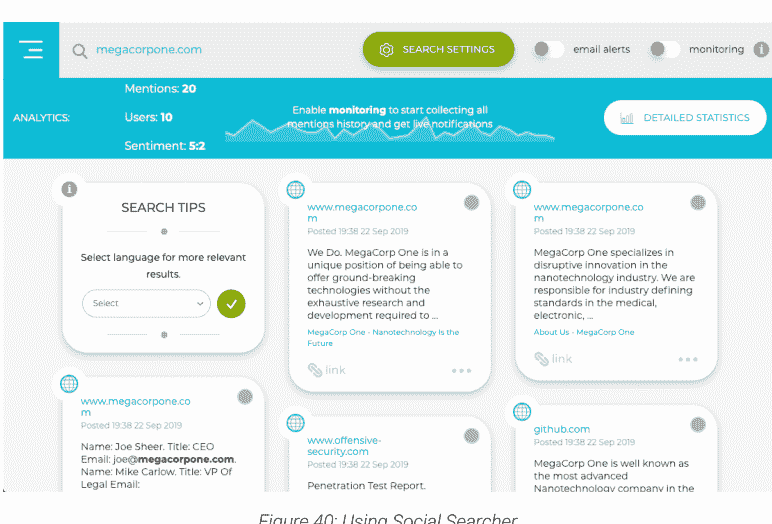 megacorpone.com
SEARCH SETTINGS
email alerts
monitoring
ANALYTICS:
Mentions: 20
Users: 10
Sentiment: 5:2
Enable monitoring to start collecting all
mentions history and get live notifications
DETAILED STATISTICS
SEARCH TIPS
Select language for more relevant
results.
Select
www.megacorpone.co
m
Posted 19:38 22 Sep 2019
We Do. MegaCorp One is in a
unique position of being able to
offer ground-breaking
technologies without the
exhaustive research and
development required to ...
MegaCorp One - Nanotechnology Is the
Future
link
www.megacorpone.co
m
Posted 19:38 22 Sep 2019
MegaCorp One specializes in
disruptive innovation in the
nanotechnology industry. We are
responsible for industry defining
standards in the medical,
electronic, ...
About Us - MegaCorp One
link
www.megacorpone.co
m
Posted 19:38 22 Sep 2019
Name: Joe Sheer. Title: CEO
Email: joe@megacorpone.com.
Name: Mike Carlow. Title: VP Of
Legal Email:
www.offensive-
security.com
Posted 19:38 22 Sep 2019
Penetration Test Report.
github.com
Posted 19:38 22 Sep 2019
MegaCorp One is well known as
the most advanced
Nanotechnology company in the
Figure 40: Using Social Searcher